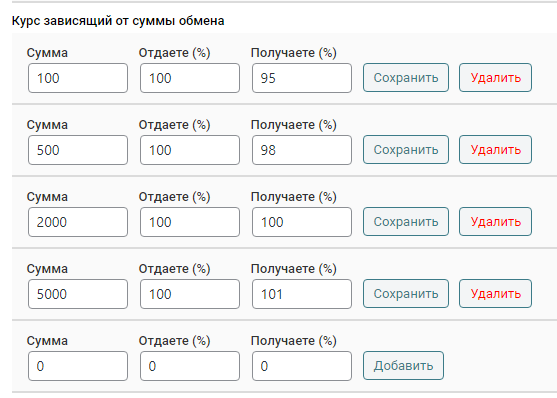 Курс зависящий от суммы обмена
Сумма Отдаете (%) Получаете (%)
100 100 95 Сохранить Удалить
Сумма Отдаете (%) Получаете (%)
500 100 98 Сохранить Удалить
Сумма Отдаете (%) Получаете (%)
2000 100 100 Сохранить Удалить
Сумма Отдаете (%) Получаете (%)
5000 100 101 Сохранить Удалить
Сумма Отдаете (%) Получаете (%)
0 0 0 Добавить